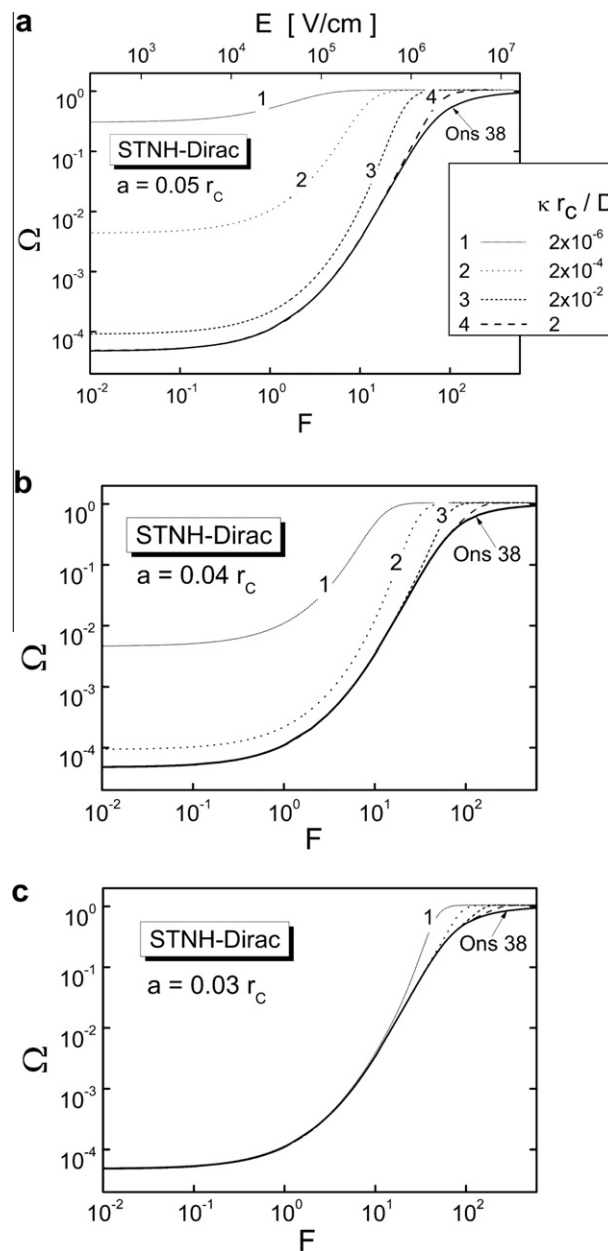 a
E [ V/cm ]
10³ 10⁴ 10⁵ 10⁶ 10⁷
10⁰
10⁻¹
10⁻²
10⁻³
10⁻⁴
Ω
STNH-Dirac
a = 0.05 r_C
1
2
3
4
Ons 38
κ r_C / D
1 2x10⁻⁶
2 2x10⁻⁴
3 2x10⁻²
4 2
10⁻² 10⁻¹ 10⁰ 10¹ 10²
F
b
10⁰
10⁻¹
10⁻²
10⁻³
10⁻⁴
Ω
STNH-Dirac
a = 0.04 r_C
1
2
3
Ons 38
10⁻² 10⁻¹ 10⁰ 10¹ 10²
F
c
10⁰
10⁻¹
10⁻²
10⁻³
10⁻⁴
Ω
STNH-Dirac
a = 0.03 r_C
1
Ons 38
10⁻² 10⁻¹ 10⁰ 10¹ 10²
F